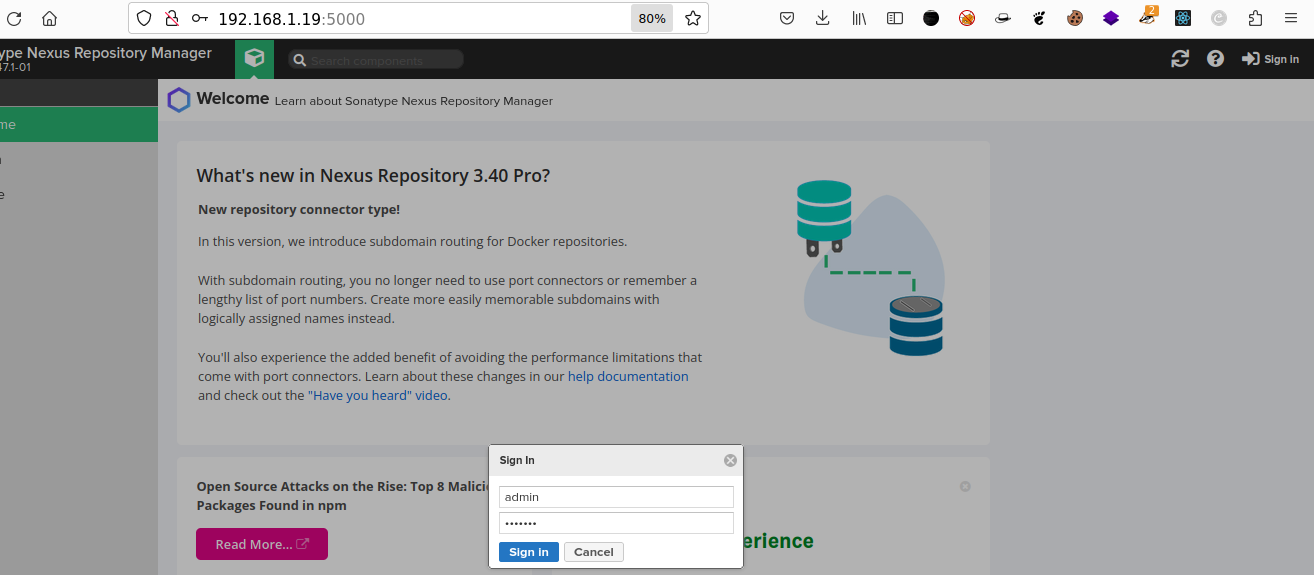 192.168.1.19:5000
80%
2
ype Nexus Repository Manager
47.1-01
Search components
Sign in
Welcome Learn about Sonatype Nexus Repository Manager
me
What's new in Nexus Repository 3.40 Pro?
New repository connector type!
In this version, we introduce subdomain routing for Docker repositories.
With subdomain routing, you no longer need to use port connectors or remember a
lengthy list of port numbers. Create more easily memorable subdomains with
logically assigned names instead.
You'll also experience the added benefit of avoiding the performance limitations that
come with port connectors. Learn about these changes in our help documentation
and check out the "Have you heard" video.
Sign In
admin
•••••••
Sign in Cancel
Open Source Attacks on the Rise: Top 8 Malici
Packages Found in npm
Read More...
erience